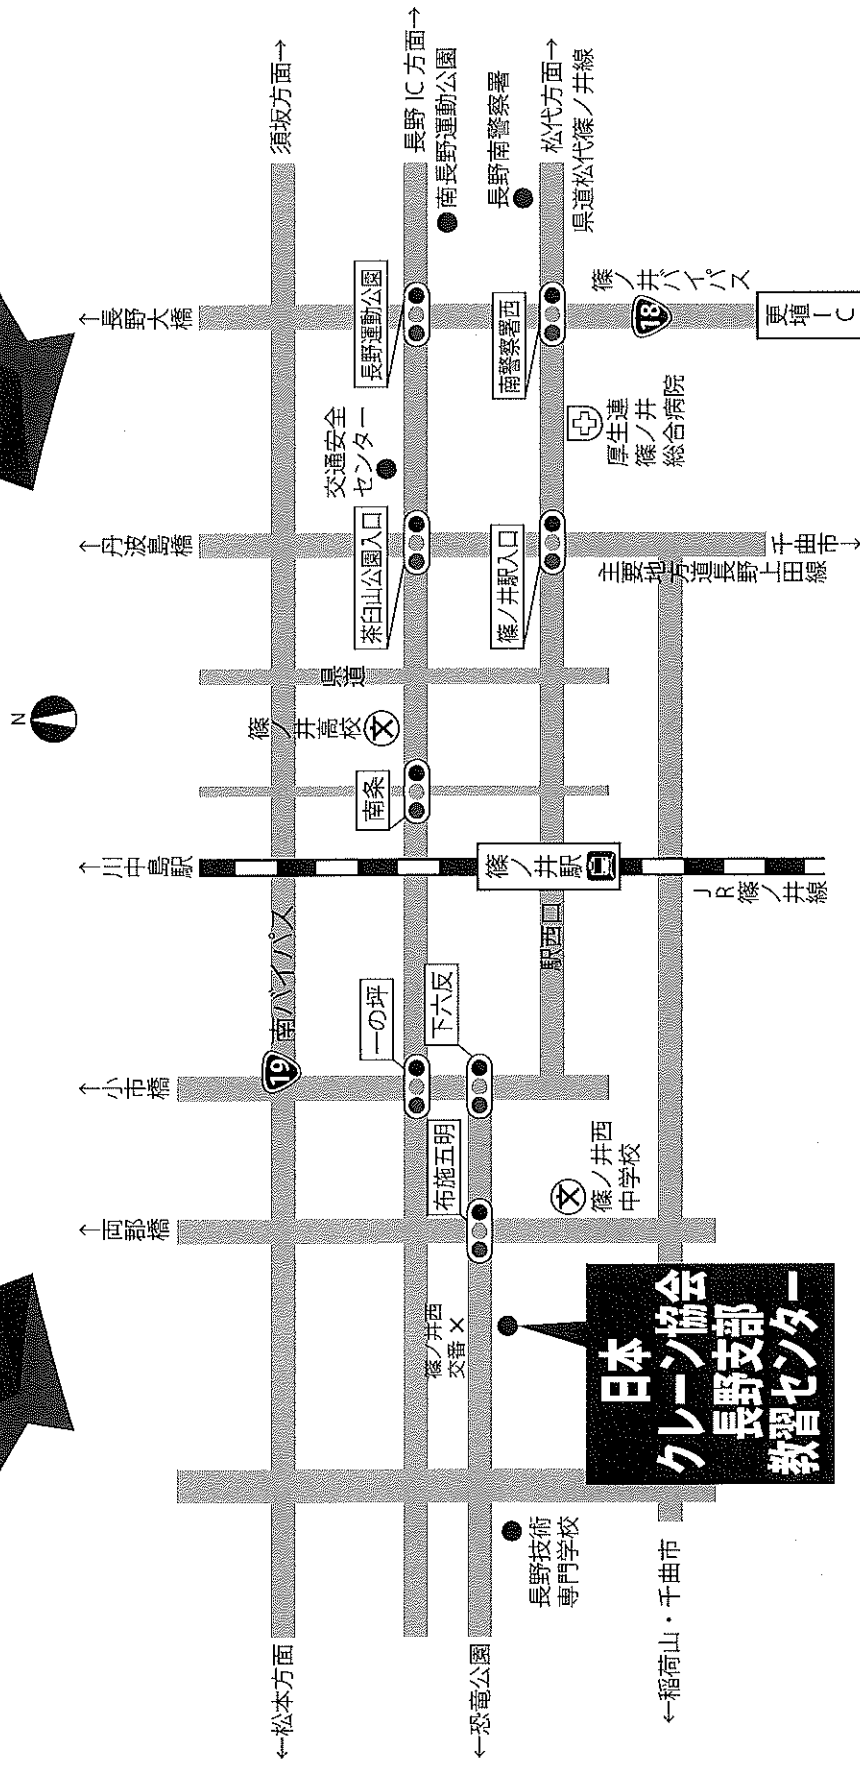 N
←松本方面
須坂方面→
↑両郡橋
↑小市橋
↑川中島駅
↑丹波島橋
↑長野大橋
19
南バイパス
篠ノ井高校
文
県道
交通安全
センター
長野IC方面→
南長野運動公園
一の坪
南条
茶臼山公園入口
長野運動公園
←恐竜公園
篠ノ井西
交番
布施五明
下六反
篠ノ井駅
駅西口
篠ノ井駅入口
南警察署西
長野南警察署
松代方面→
県道松代篠ノ井線
長野技術
専門学校
日本
クレーン協会
長野支部
教習センター
文
篠ノ井西
中学校
厚生連
篠ノ井
総合病院
18
篠ノ井バイパス
←稲荷山・千曲市
JR篠ノ井線
主要地方道長野上田線
千曲市
↓
更埴IC